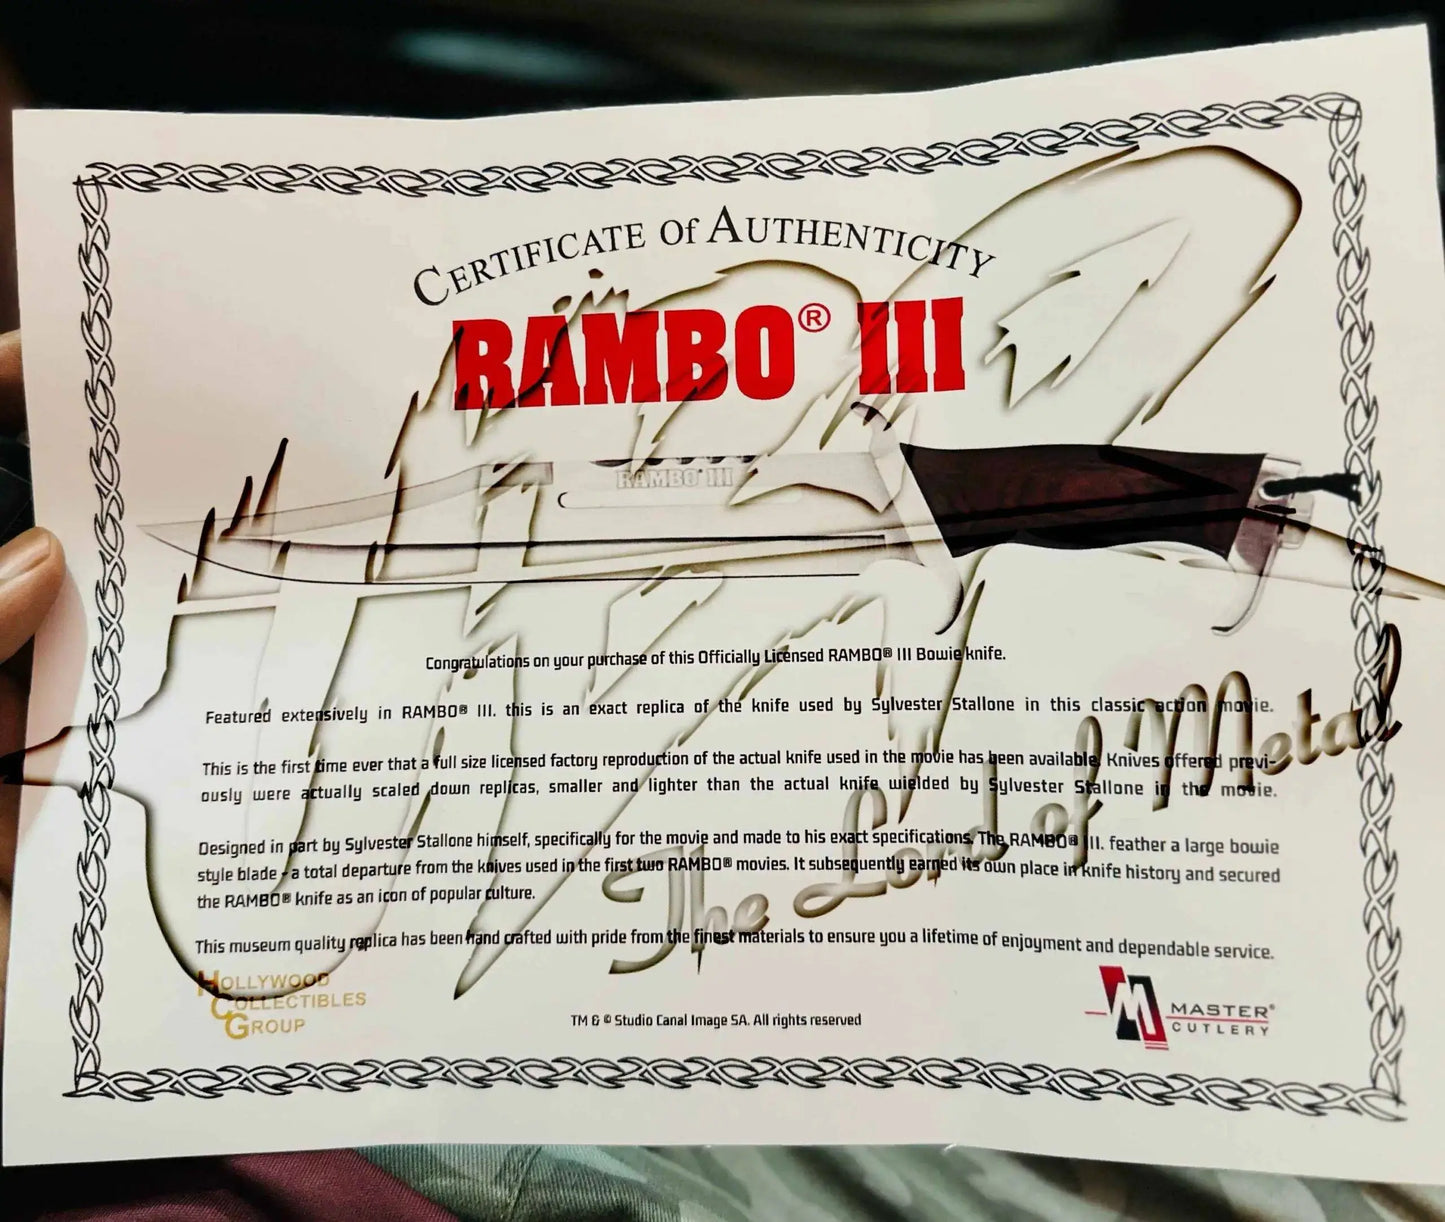 CERTIFICATE Of AUTHENTICITY
RAMBO® III
RAMBO III
Congratulations on your purchase of this Officially Licensed RAMBO® III Bowie knife.
Featured extensively in RAMBO® III. this is an exact replica of the knife used by Sylvester Stallone in this classic action movie.
This is the first time ever that a full size licensed factory reproduction of the actual knife used in the movie has been available. Knives offered previ-
ously were actually scaled down replicas, smaller and lighter than the actual knife wielded by Sylvester Stallone in the movie.
Designed in part by Sylvester Stallone himself, specifically for the movie and made to his exact specifications. The RAMBO® III. feather a large bowie
style blade - a total departure from the knives used in the first two RAMBO® movies. It subsequently earned its own place in knife history and secured
the RAMBO® knife as an icon of popular culture.
The Lord of Metal
This museum quality replica has been hand crafted with pride from the finest materials to ensure you a lifetime of enjoyment and dependable service.
HOLLYWOOD
COLLECTIBLES
GROUP
TM & © Studio Canal Image SA. All rights reserved
MASTER®
CUTLERY